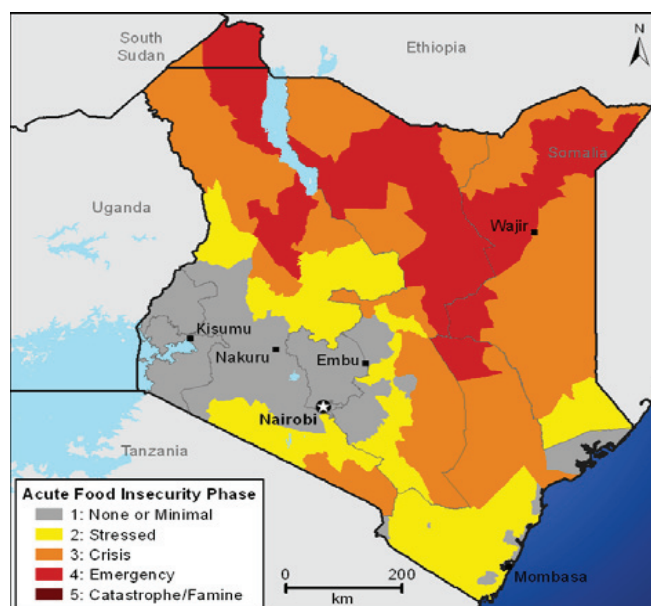 South
Sudan
Ethiopia
N
Somalia
Uganda
Wajir
Kisumu
Nakuru
Embu
Nairobi
Tanzania
Acute Food Insecurity Phase
1: None or Minimal
2: Stressed
3: Crisis
4: Emergency
5: Catastrophe/Famine
0 200
km
Mombasa